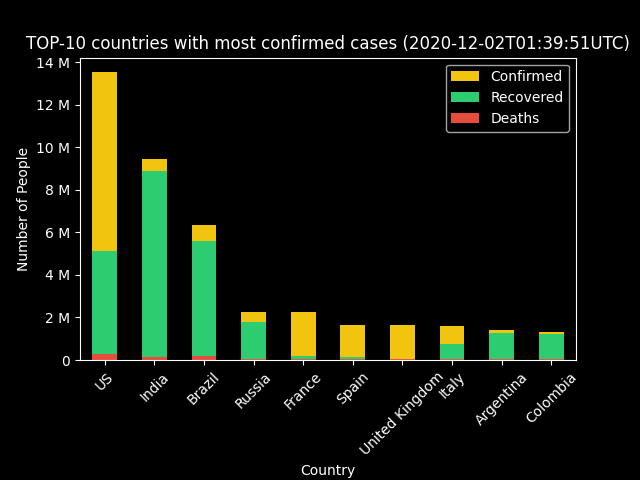 TOP-10 countries with most confirmed cases (2020-12-02T01:39:51UTC)
14 M
12 M
10 M
8 M
6 M
4 M
2 M
0
Number of People
Confirmed
Recovered
Deaths
US
India
Brazil
Russia
France
Spain
United Kingdom
Italy
Argentina
Colombia
Country